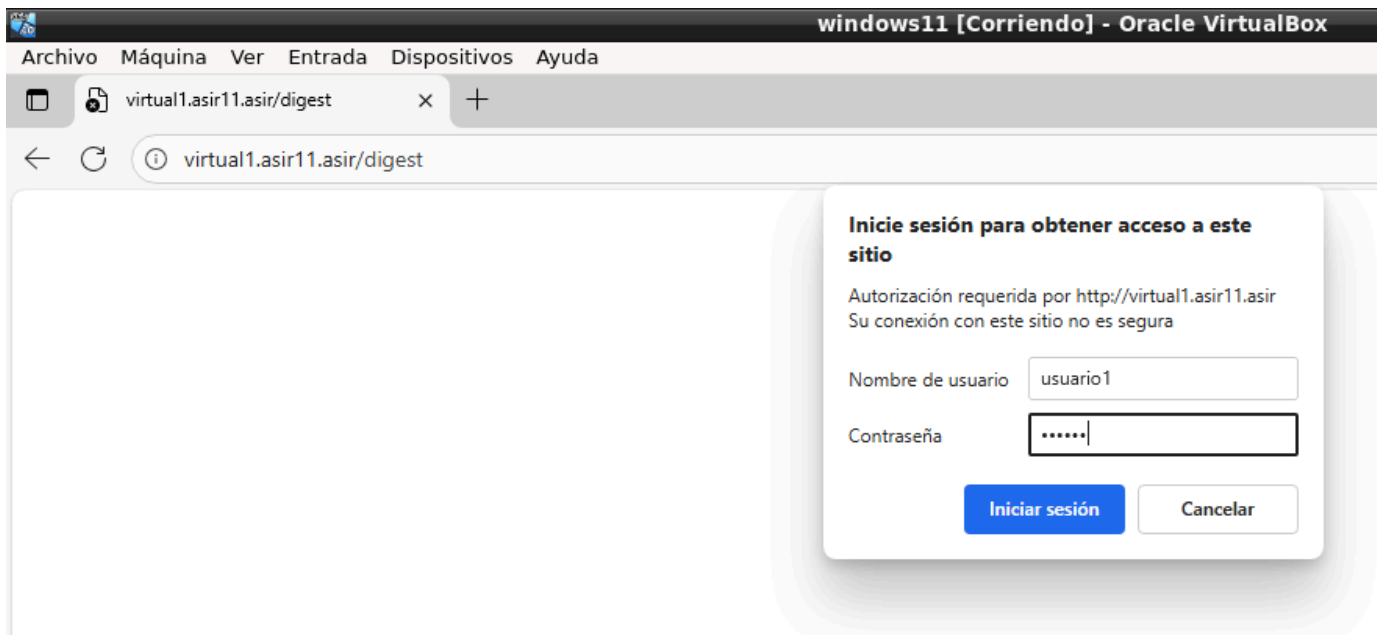 windows11 [Corriendo] - Oracle VirtualBox
Archivo Máquina Ver Entrada Dispositivos Ayuda
virtual1.asir11.asir/digest
virtual1.asir11.asir/digest
Inicie sesión para obtener acceso a este
sitio
Autorización requerida por http://virtual1.asir11.asir
Su conexión con este sitio no es segura
Nombre de usuario usuario1
Contraseña ••••••
Iniciar sesión Cancelar